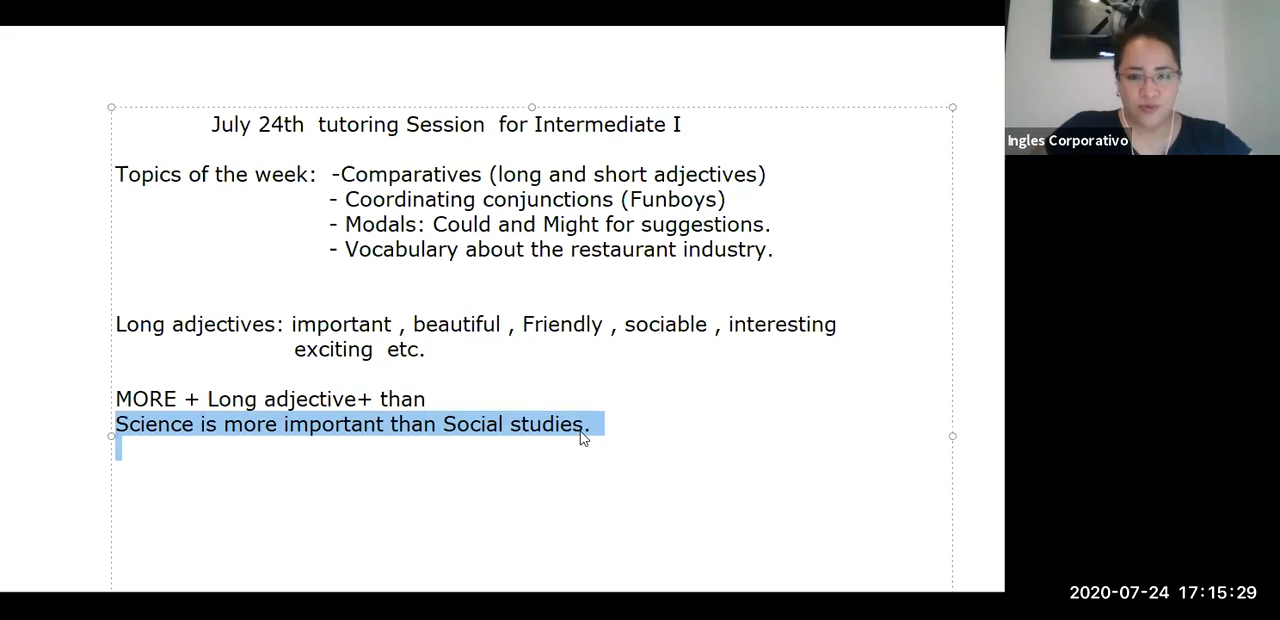 July 24th tutoring Session for Intermediate I
Topics of the week: -Comparatives (long and short adjectives)
- Coordinating conjunctions (Funboys)
- Modals: Could and Might for suggestions.
- Vocabulary about the restaurant industry.
Long adjectives: important , beautiful , Friendly , sociable , interesting
exciting etc.
MORE + Long adjective+ than
Science is more important than Social studies.
Ingles Corporativo
2020-07-24 17:15:29